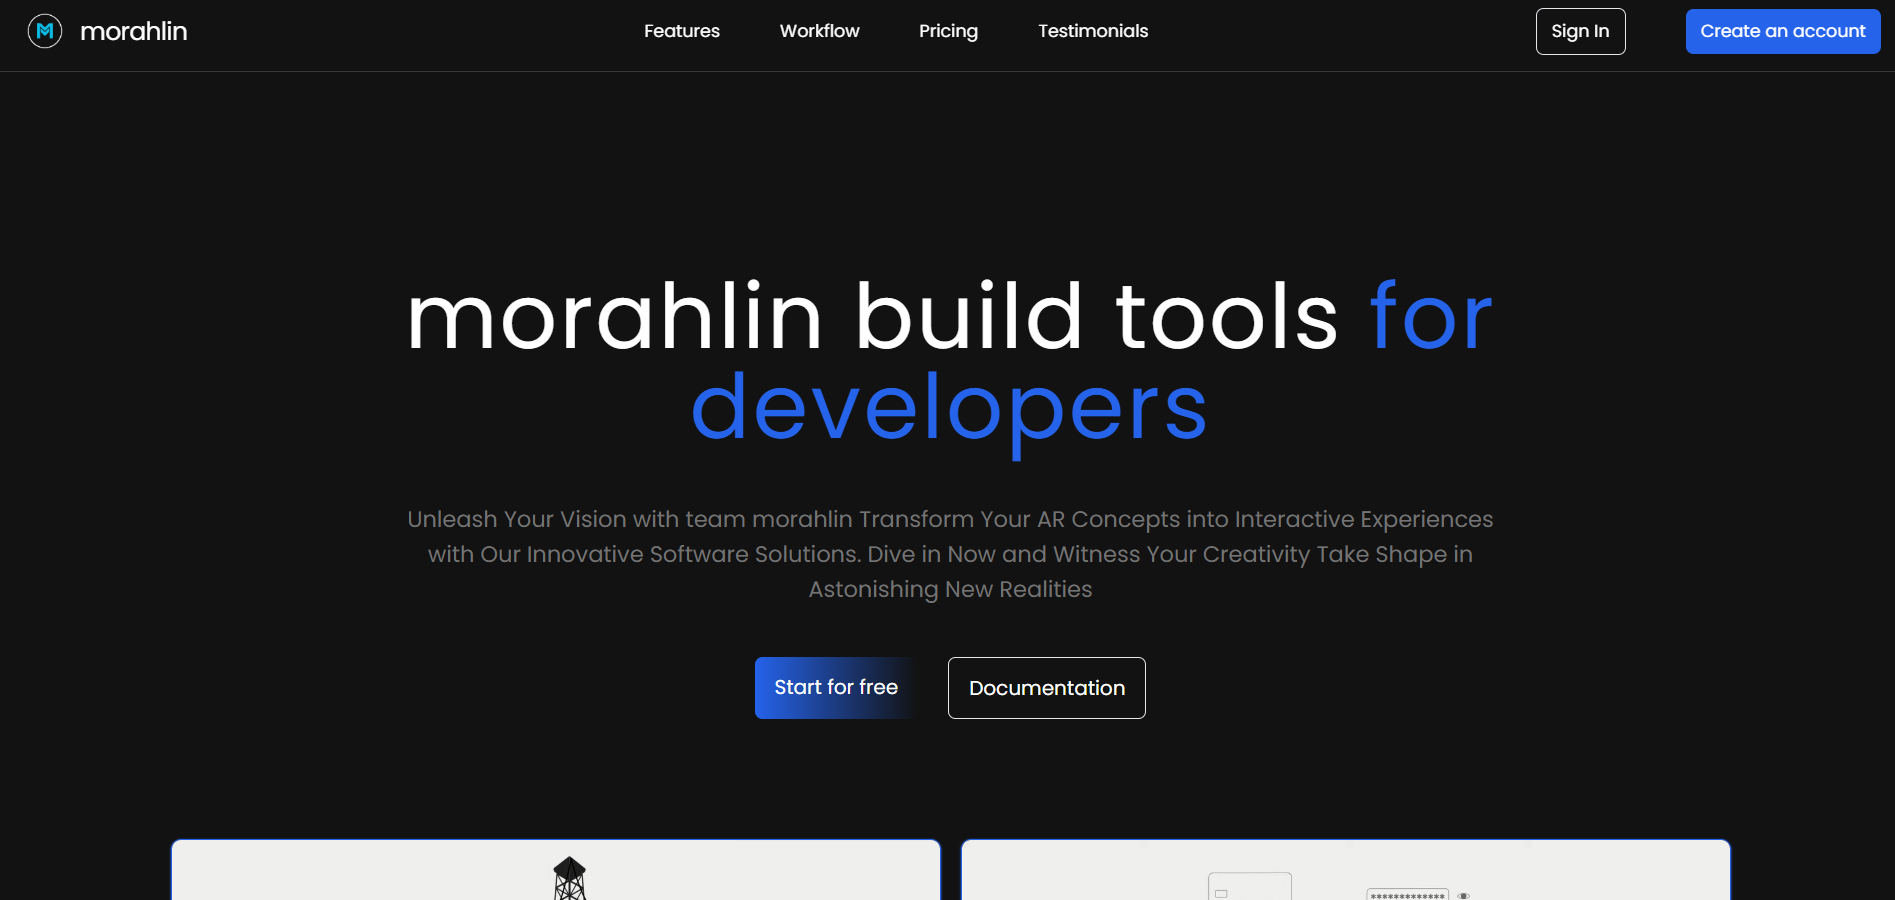 morahlin
Features
Workflow
Pricing
Testimonials
Sign In
Create an account
morahlin build tools for
developers
Unleash Your Vision with team morahlin Transform Your AR Concepts into Interactive Experiences
with Our Innovative Software Solutions. Dive in Now and Witness Your Creativity Take Shape in
Astonishing New Realities
Start for free
Documentation
*************